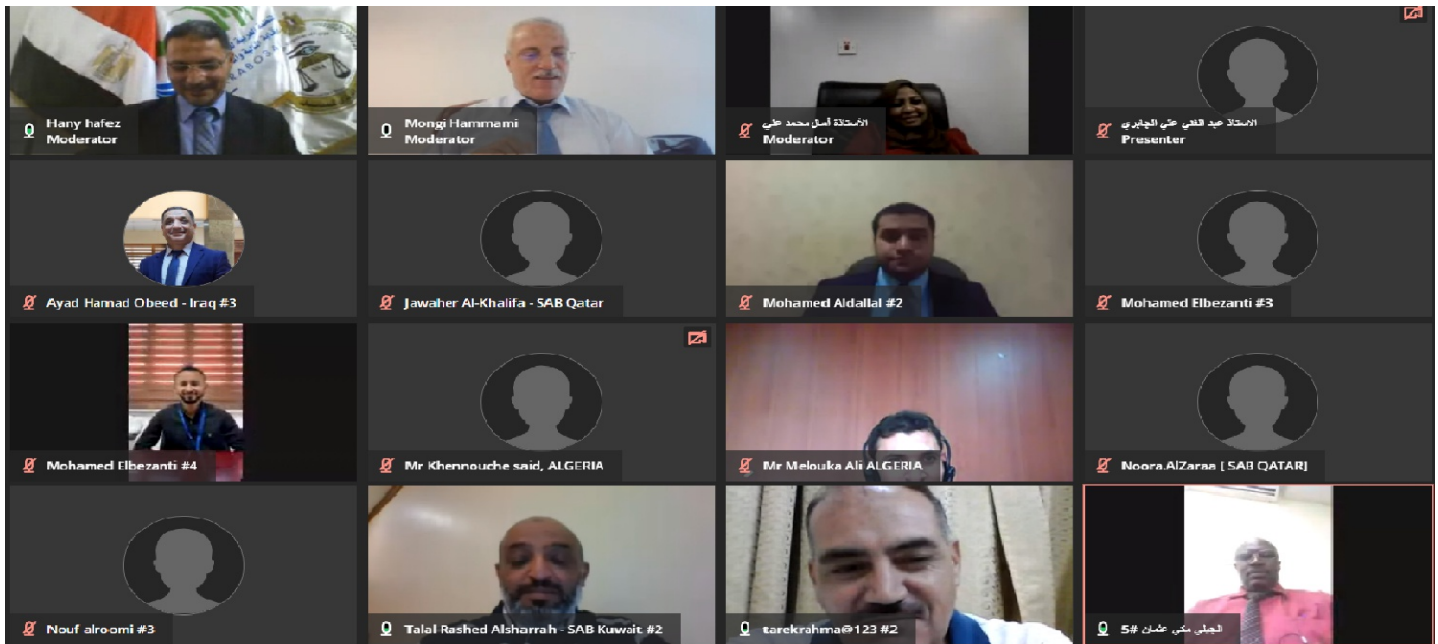 Hany hafez
Moderator
Mongi Hammami
Moderator
الأستاذة أسل محمد علي
Moderator
الاستاذ عبد الغني علي الجابري
Presenter
Ayad Hamad Obeed - Iraq #3
Jawaher Al-Khalifa - SAB Qatar
Mohamed Aldallal #2
Mohamed Elbezanti #3
Mohamed Elbezanti #4
Mr Khennouche said, ALGERIA
Mr Melouka Ali ALGERIA
Noora.AlZaraa [ SAB QATAR]
Nouf alroomi #3
Talal Rashed Alsharrah - SAB Kuwait #2
tarekrahma@123 #2
عثمان #5